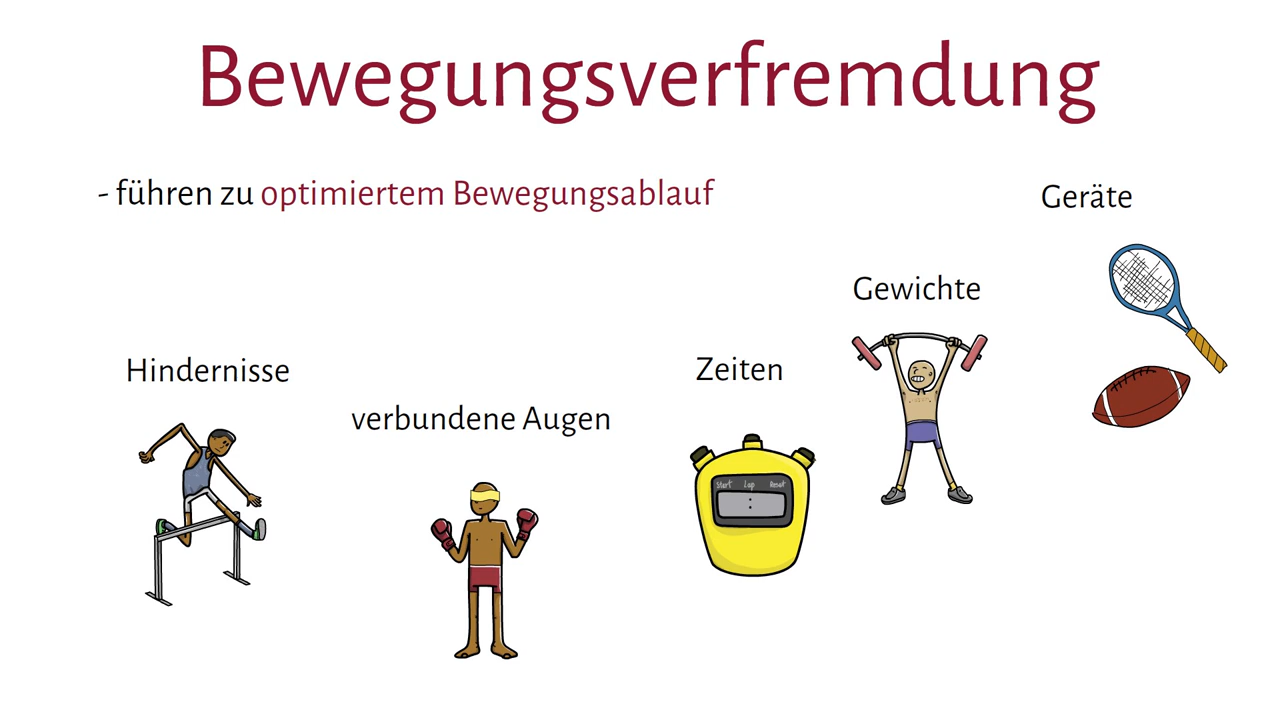 Bewegungsverfremdung
- führen zu optimiertem Bewegungsablauf
Geräte
Gewichte
Hindernisse
Zeiten
verbundene Augen
Start Lap Reset
: